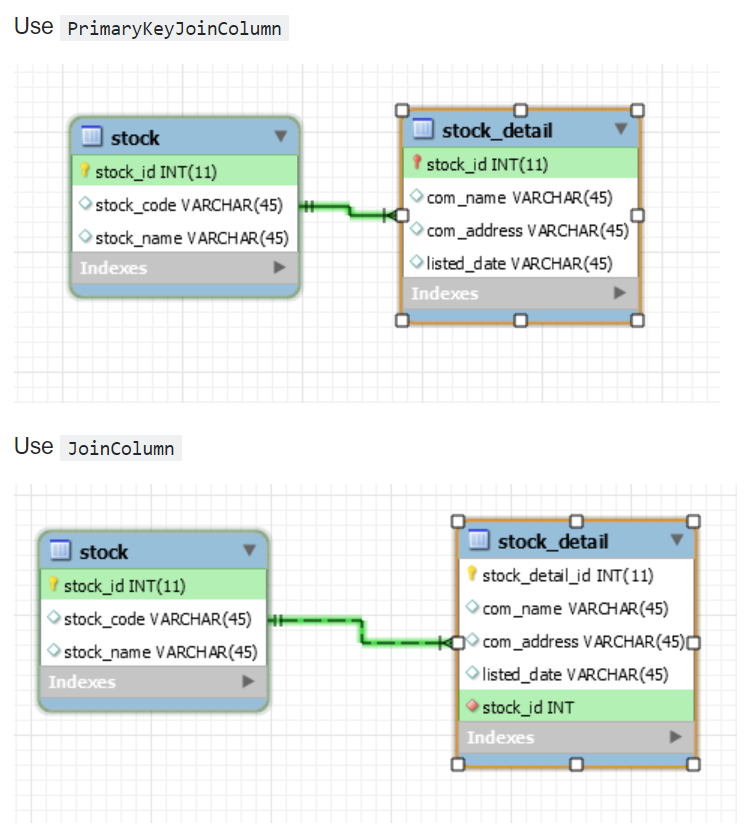 Use PrimaryKeyJoinColumn
stock
stock_id INT(11)
stock_code VARCHAR(45)
stock_name VARCHAR(45)
Indexes
stock_detail
stock_id INT(11)
com_name VARCHAR(45)
com_address VARCHAR(45)
listed_date VARCHAR(45)
Indexes
Use JoinColumn
stock
stock_id INT(11)
stock_code VARCHAR(45)
stock_name VARCHAR(45)
Indexes
stock_detail
stock_detail_id INT(11)
com_name VARCHAR(45)
com_address VARCHAR(45)
listed_date VARCHAR(45)
stock_id INT
Indexes